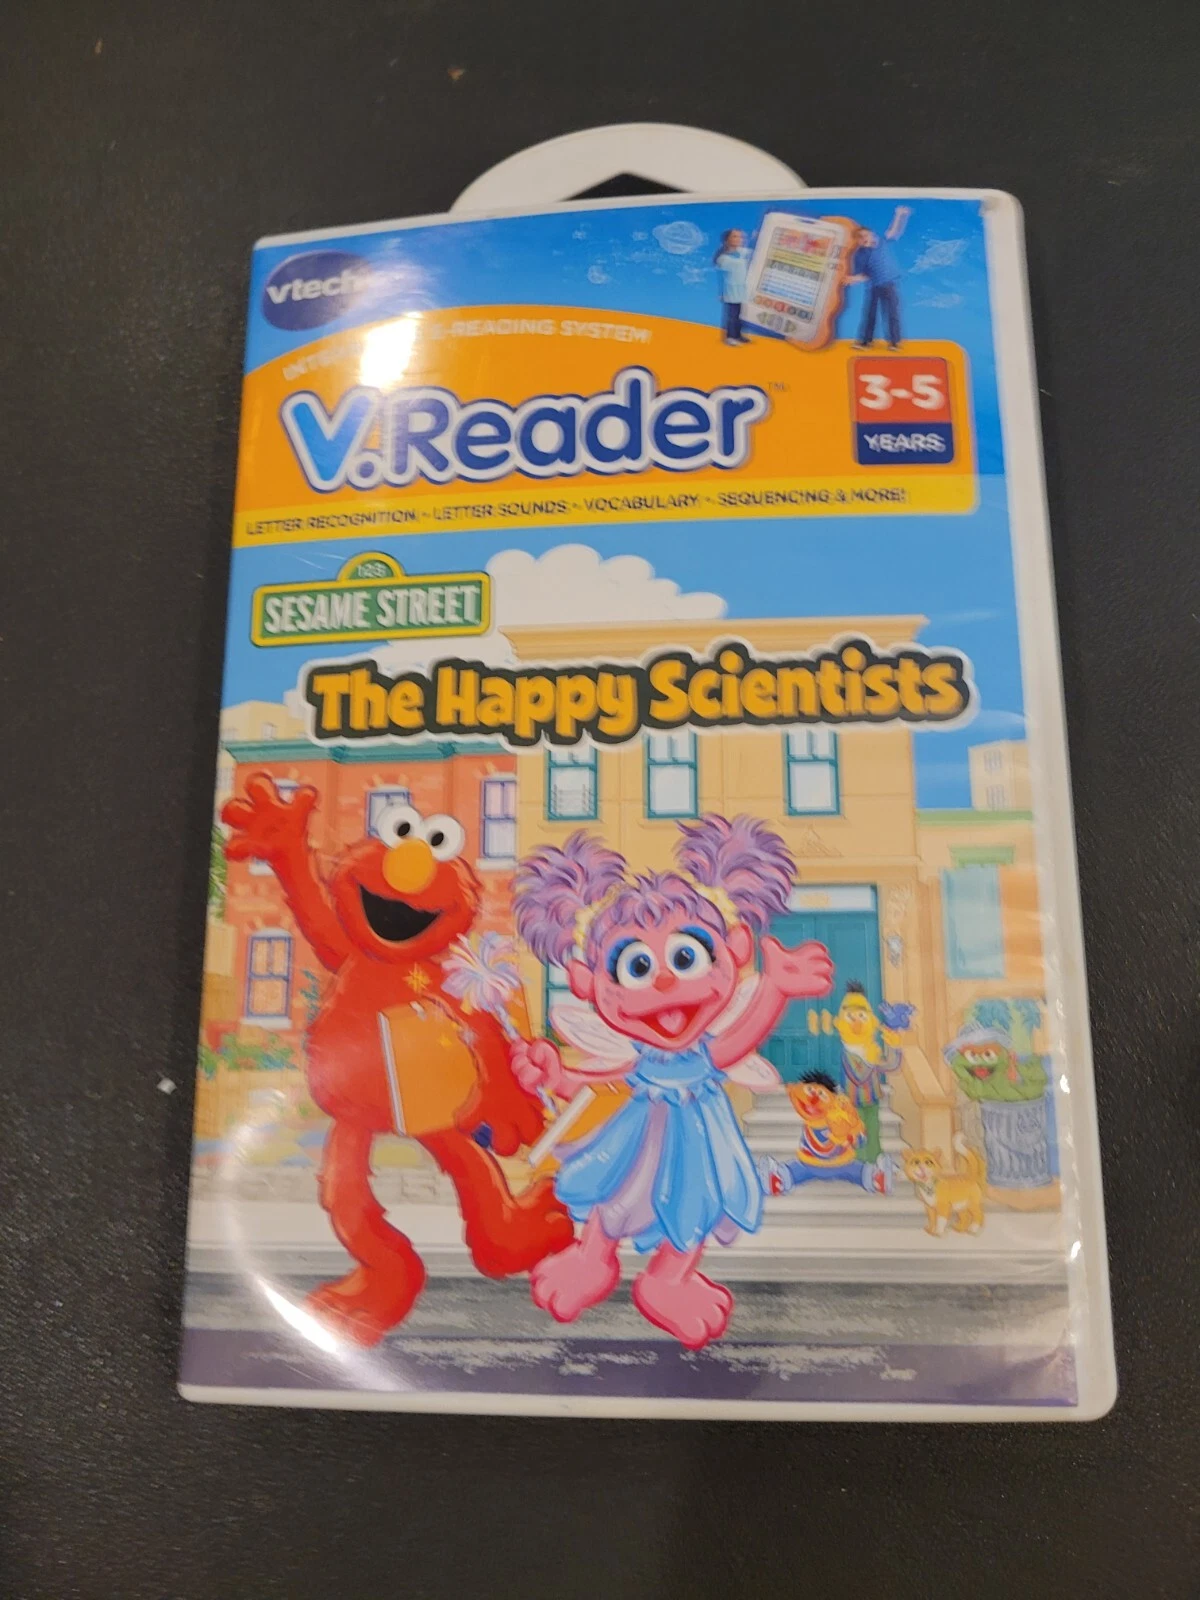 vtech
E-READING SYSTEM
V.Reader™
3-5
YEARS
LETTER RECOGNITION • LETTER SOUNDS • VOCABULARY • SEQUENCING & MORE!
123
SESAME STREET
The Happy Scientists